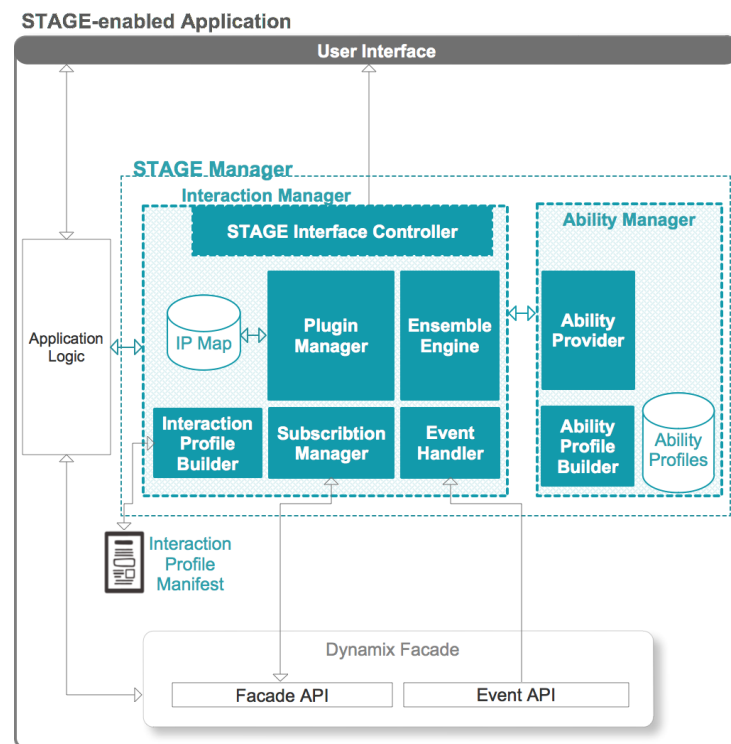 STAGE-enabled Application
User Interface
STAGE Manager
Interaction Manager
STAGE Interface Controller
Ability Manager
Application
Logic
IP Map
Plugin
Manager
Ensemble
Engine
Ability
Provider
Interaction
Profile
Builder
Subscribtion
Manager
Event
Handler
Ability
Profile
Builder
Ability
Profiles
Interaction
Profile
Manifest
Dynamix Facade
Facade API
Event API